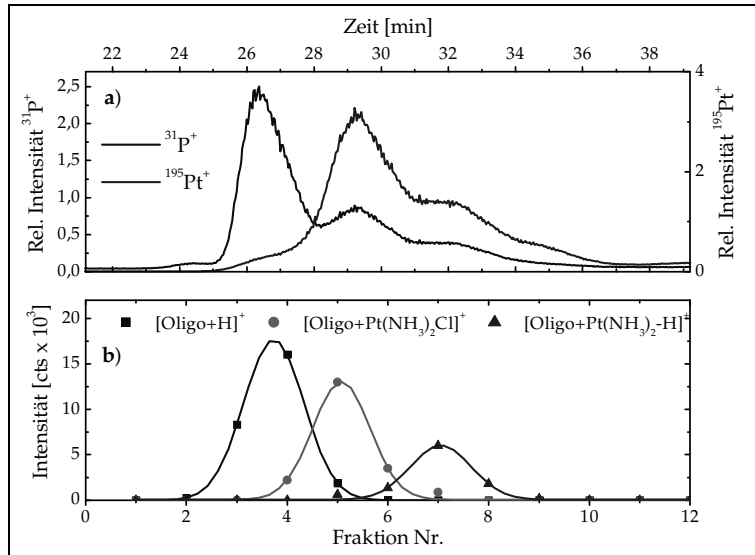 Zeit [min]
22 24 26 28 30 32 34 36 38
a)
2,5
2,0
1,5
1,0
0,5
0,0
Rel. Intensität ³¹P⁺
³¹P⁺
¹⁹⁵Pt⁺
4
2
0
Rel. Intensität ¹⁹⁵Pt⁺
[Oligo+H]⁺ [Oligo+Pt(NH₃)₂Cl]⁺ [Oligo+Pt(NH₃)₂-H]⁺
b)
20
15
10
5
0
Intensität [cts x 10³]
0 2 4 6 8 10 12
Fraktion Nr.